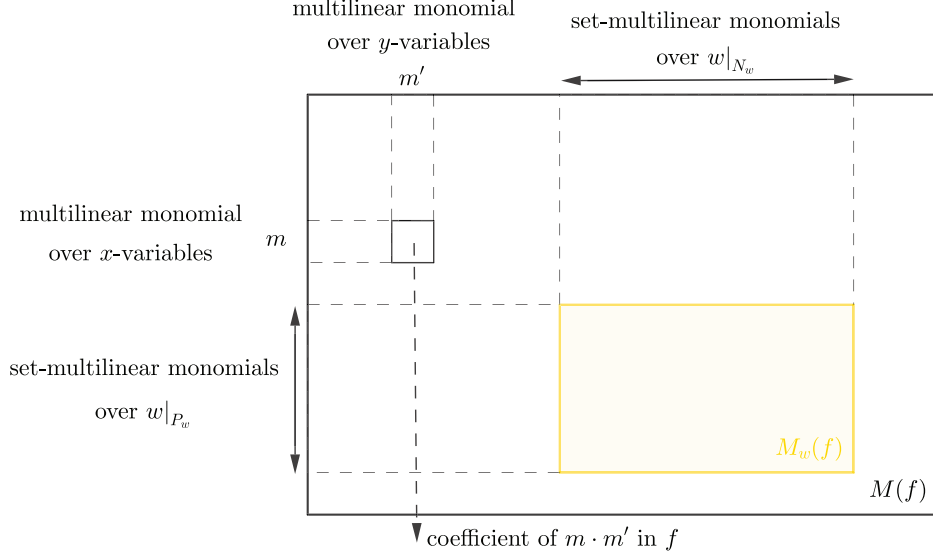 multilinear monomial
over y-variables
m′
set-multilinear monomials
over w|_{N_w}
multilinear monomial
over x-variables
m
set-multilinear monomials
over w|_{P_w}
M_w(f)
M(f)
coefficient of m · m′ in f